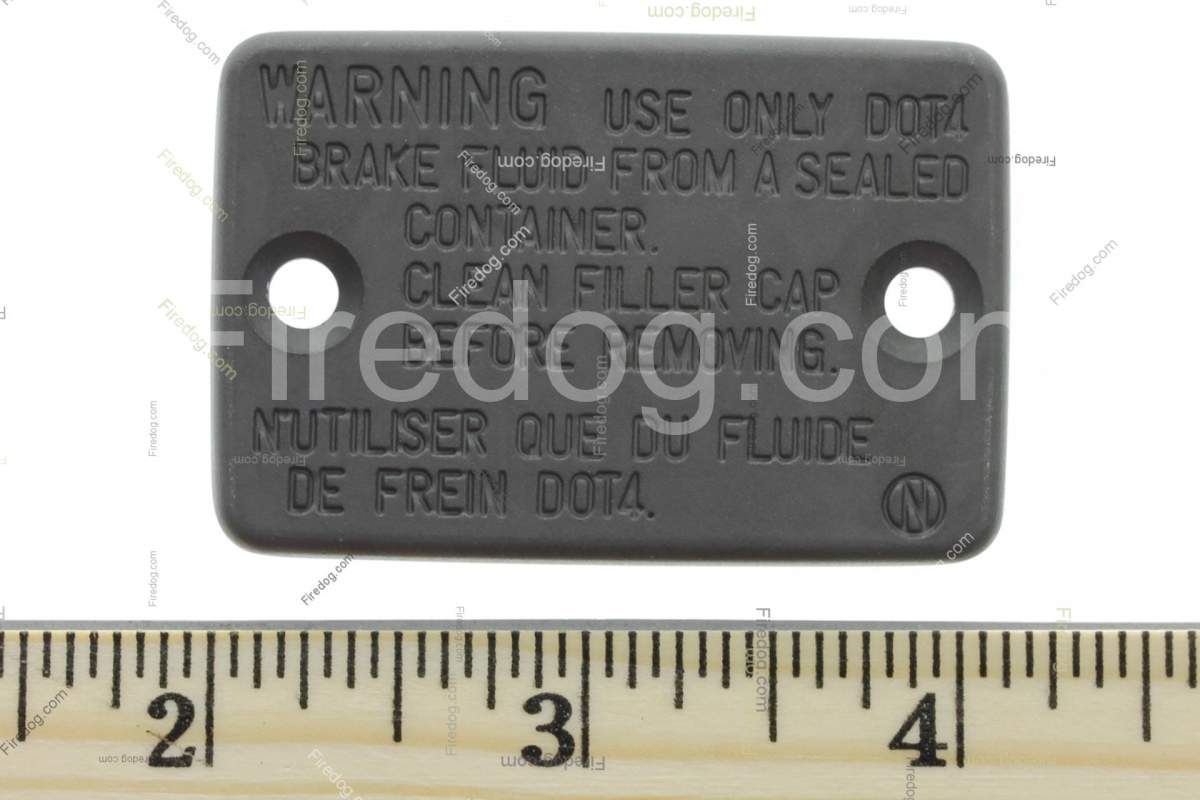 WARNING USE ONLY DOT4
BRAKE FLUID FROM A SEALED
CONTAINER.
CLEAN FILLER CAP
BEFORE REMOVING.
Firedog.com
N'UTILISER QUE DU FLUIDE
DE FREIN DOT4.
N
2 3 4